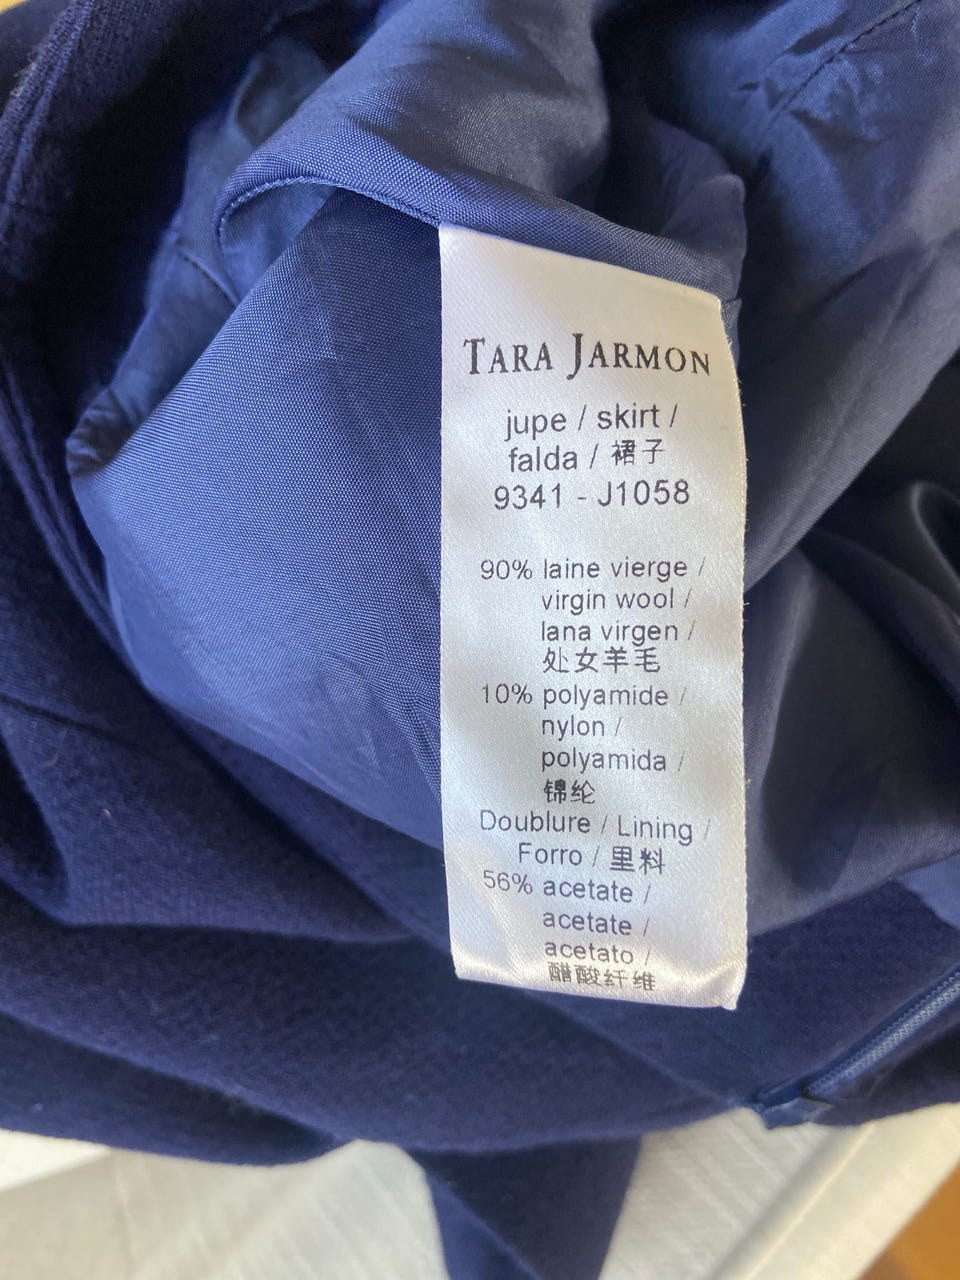 TARA JARMON
jupe / skirt /
falda / 裙子
9341 - J1058
90% laine vierge /
virgin wool /
lana virgen /
处女羊毛
10% polyamide /
nylon /
polyamida /
锦纶
Doublure / Lining /
Forro / 里料
56% acetate /
acetate /
acetato /
醋酸纤维